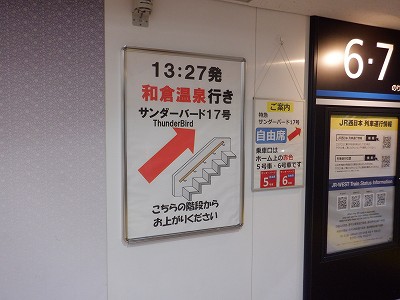 13:27発
和倉温泉行き
サンダーバード17号
ThunderBird
こちらの階段から
お上がりください
ご案内
特急
サンダーバード17号
自由席
乗車口は
ホーム上の赤色
5号車・6号車です
5 6
6・7
のり
JR西日本 列車運行情報
JR-WEST Train Status Information